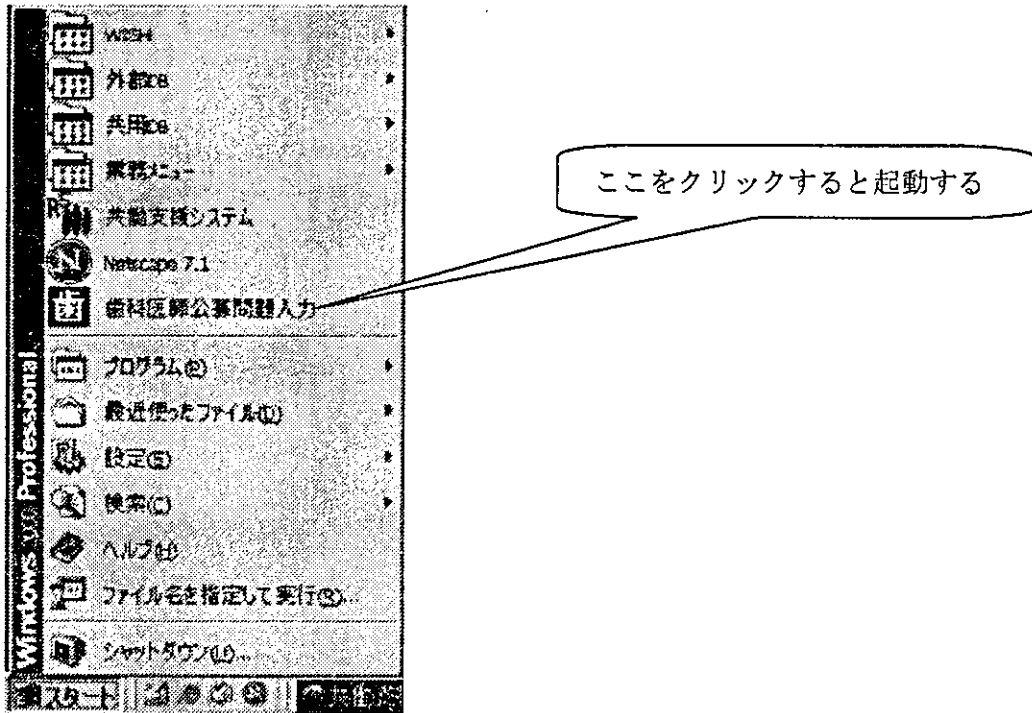 WISH
外部DB
共用DB
業務メニュー
共働支援システム
Netscape 7.1
歯科医師公募問題入力
プログラム(P)
最近使ったファイル(D)
設定(S)
検索(C)
ヘルプ(H)
ファイル名を指定して実行(R)...
シャットダウン(U)...
スタート
Windows 2000 Professional
ここをクリックすると起動する